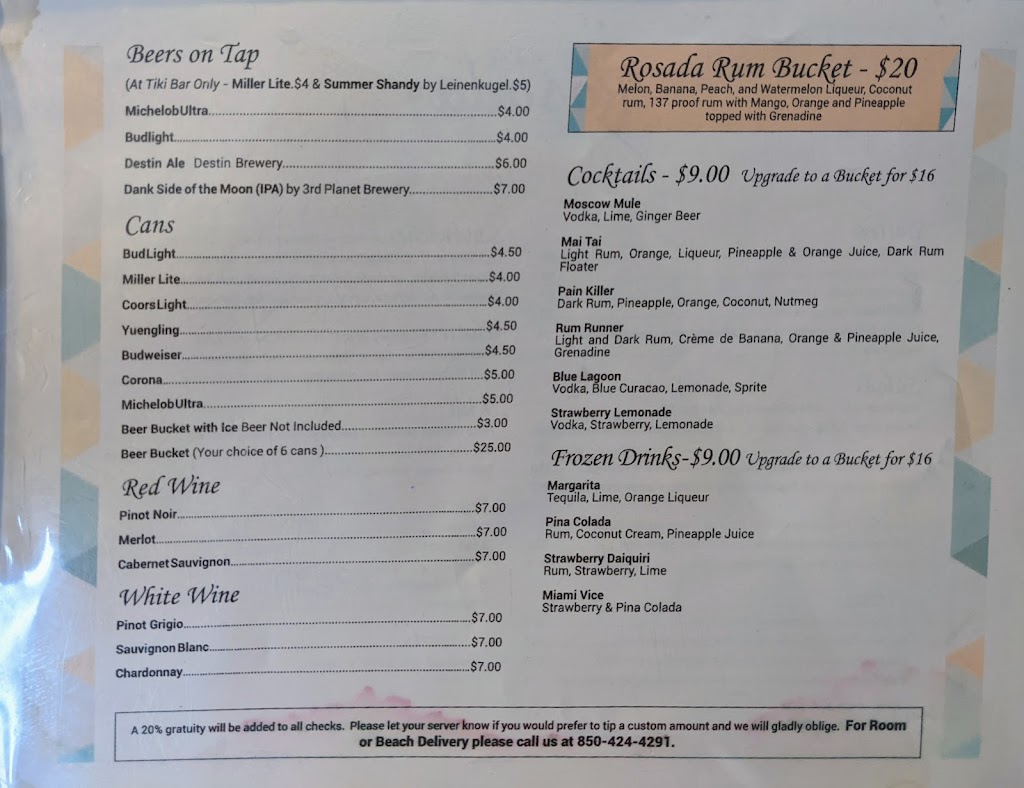 Beers on Tap
(At Tiki Bar Only - Miller Lite.$4 & Summer Shandy by Leinenkugel.$5)
MichelobUltra....................$4.00
Budlight....................$4.00
Destin Ale Destin Brewery....................$6.00
Dank Side of the Moon (IPA) by 3rd Planet Brewery....................$7.00
Cans
BudLight....................$4.50
Miller Lite....................$4.00
CoorsLight....................$4.00
Yuengling....................$4.50
Budweiser....................$4.50
Corona....................$5.00
MichelobUltra....................$5.00
Beer Bucket with Ice Beer Not Included....................$3.00
Beer Bucket (Your choice of 6 cans )....................$25.00
Red Wine
Pinot Noir....................$7.00
Merlot....................$7.00
Cabernet Sauvignon....................$7.00
White Wine
Pinot Grigio....................$7.00
Sauvignon Blanc....................$7.00
Chardonnay....................$7.00
Rosada Rum Bucket - $20
Melon, Banana, Peach, and Watermelon Liqueur, Coconut
rum, 137 proof rum with Mango, Orange and Pineapple
topped with Grenadine
Cocktails - $9.00 Upgrade to a Bucket for $16
Moscow Mule
Vodka, Lime, Ginger Beer
Mai Tai
Light Rum, Orange, Liqueur, Pineapple & Orange Juice, Dark Rum
Floater
Pain Killer
Dark Rum, Pineapple, Orange, Coconut, Nutmeg
Rum Runner
Light and Dark Rum, Crème de Banana, Orange & Pineapple Juice,
Grenadine
Blue Lagoon
Vodka, Blue Curacao, Lemonade, Sprite
Strawberry Lemonade
Vodka, Strawberry, Lemonade
Frozen Drinks-$9.00 Upgrade to a Bucket for $16
Margarita
Tequila, Lime, Orange Liqueur
Pina Colada
Rum, Coconut Cream, Pineapple Juice
Strawberry Daiquiri
Rum, Strawberry, Lime
Miami Vice
Strawberry & Pina Colada
A 20% gratuity will be added to all checks. Please let your server know if you would prefer to tip a custom amount and we will gladly oblige. For Room
or Beach Delivery please call us at 850-424-4291.